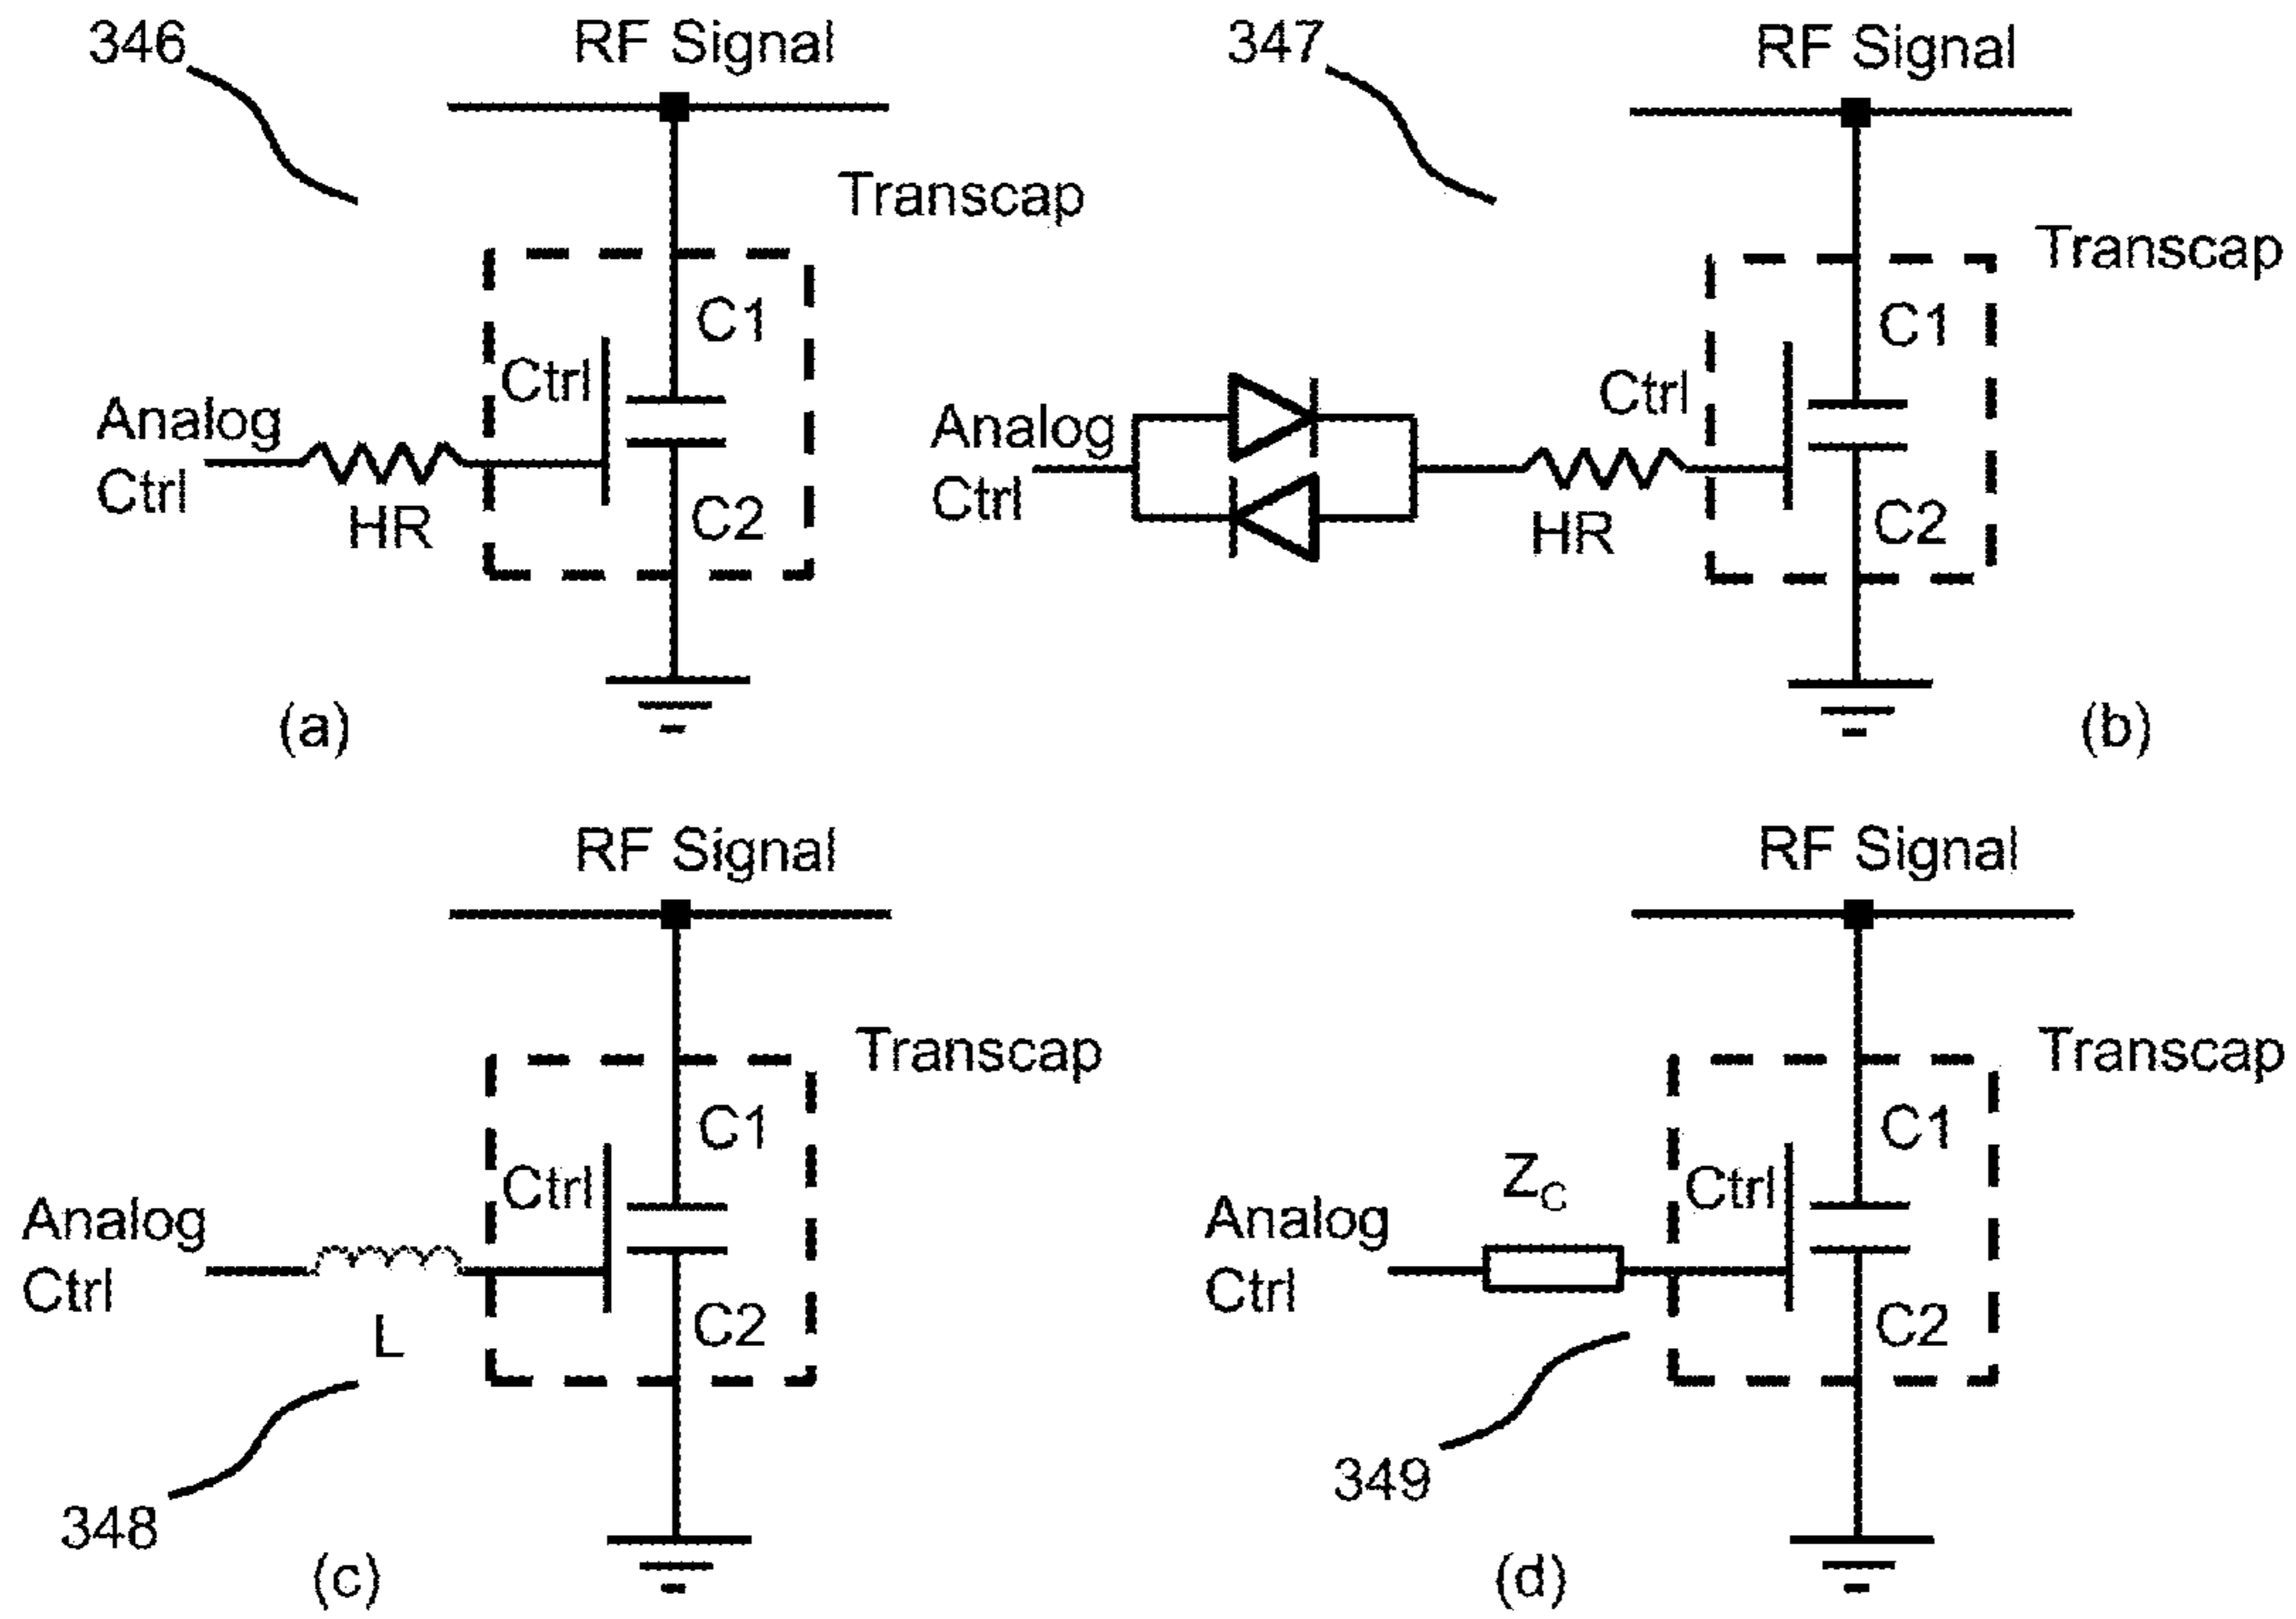 346
RF Signal
Transcap
C1
Ctrl
Analog
Ctrl
HR
C2
(a)
347
RF Signal
Transcap
C1
Ctrl
Analog
Ctrl
HR
C2
(b)
RF Signal
Transcap
C1
Ctrl
Analog
Ctrl
L
C2
348
(c)
RF Signal
Transcap
C1
Ctrl
Zc
Analog
Ctrl
C2
349
(d)